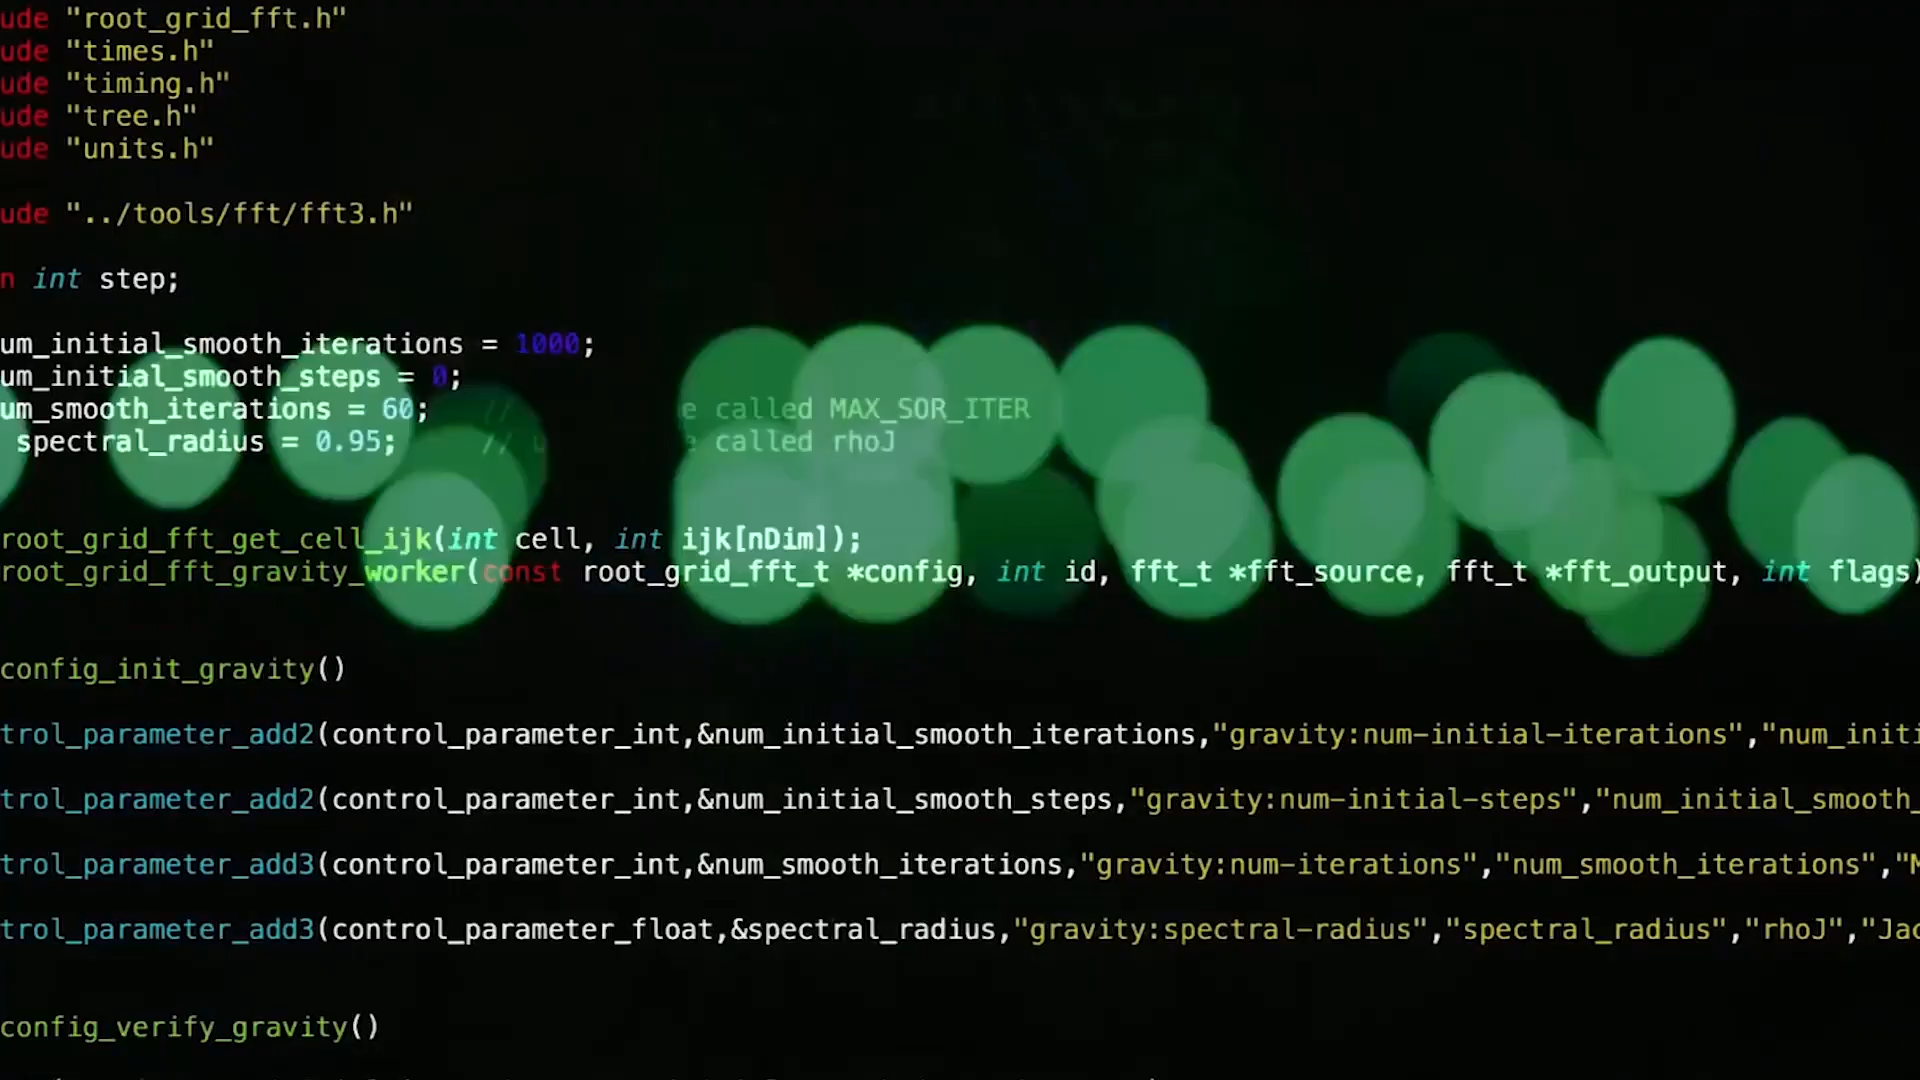 ude "root_grid_fft.h"
ude "times.h"
ude "timing.h"
ude "tree.h"
ude "units.h"
ude "../tools/fft/fft3.h"
n int step;
um_initial_smooth_iterations = 1000;
um_initial_smooth_steps = 0;
um_smooth_iterations = 60; // e called MAX_SOR_ITER
spectral_radius = 0.95; // u e called rhoJ
root_grid_fft_get_cell_ijk(int cell, int ijk[nDim]);
root_grid_fft_gravity_worker(const root_grid_fft_t *config, int id, fft_t *fft_source, fft_t *fft_output, int flags)
config_init_gravity()
trol_parameter_add2(control_parameter_int,&num_initial_smooth_iterations,"gravity:num-initial-iterations","num_initi
trol_parameter_add2(control_parameter_int,&num_initial_smooth_steps,"gravity:num-initial-steps","num_initial_smooth_
trol_parameter_add3(control_parameter_int,&num_smooth_iterations,"gravity:num-iterations","num_smooth_iterations","M
trol_parameter_add3(control_parameter_float,&spectral_radius,"gravity:spectral-radius","spectral_radius","rhoJ","Jac
config_verify_gravity()